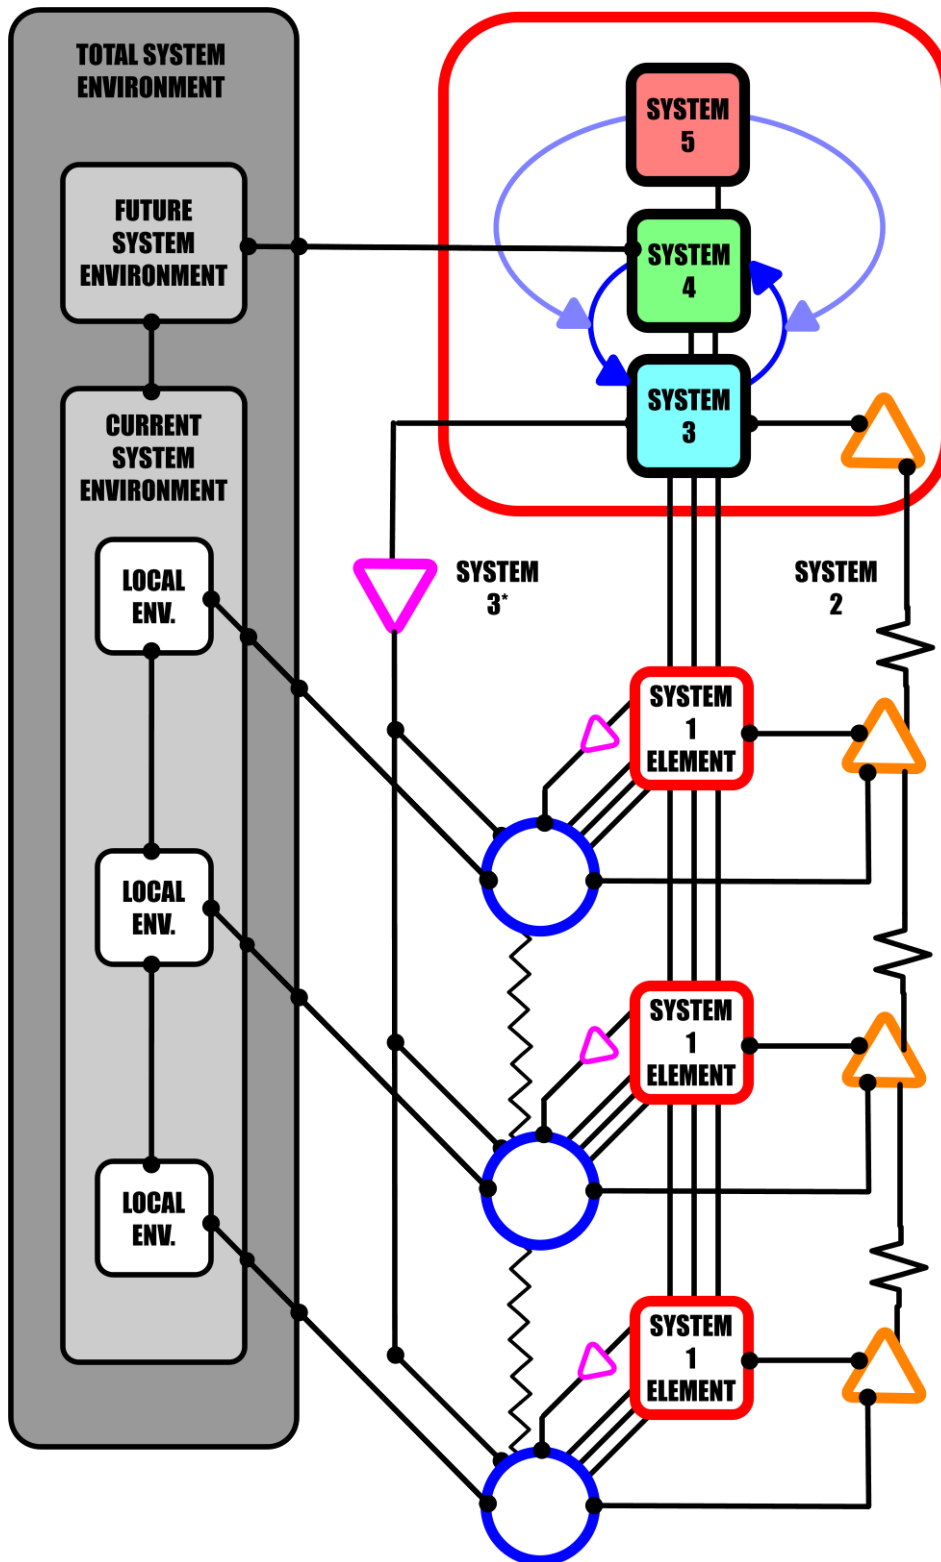 TOTAL SYSTEM
ENVIRONMENT
FUTURE
SYSTEM
ENVIRONMENT
CURRENT
SYSTEM
ENVIRONMENT
LOCAL
ENV.
LOCAL
ENV.
LOCAL
ENV.
SYSTEM
5
SYSTEM
4
SYSTEM
3
SYSTEM
3*
SYSTEM
2
SYSTEM
1
ELEMENT
SYSTEM
1
ELEMENT
SYSTEM
1
ELEMENT